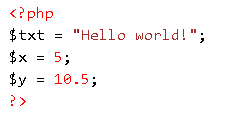 <?php
$txt = "Hello world!";
$x = 5;
$y = 10.5;
?>